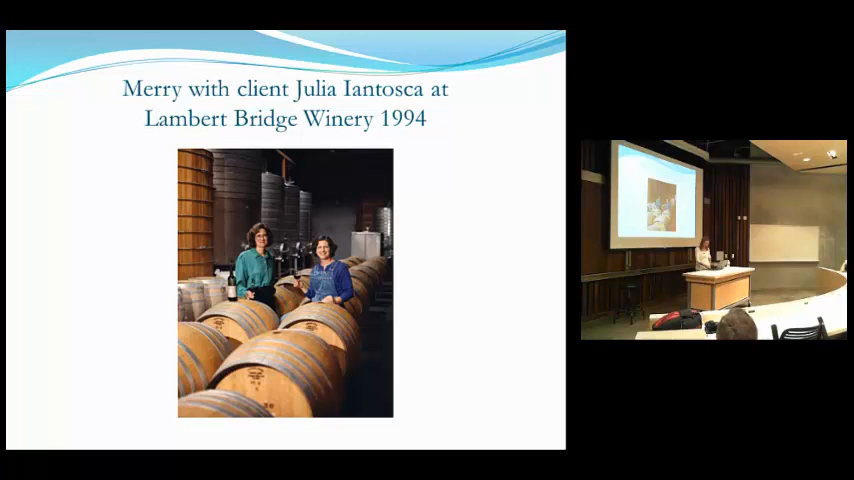 Merry with client Julia Iantosca at
Lambert Bridge Winery 1994